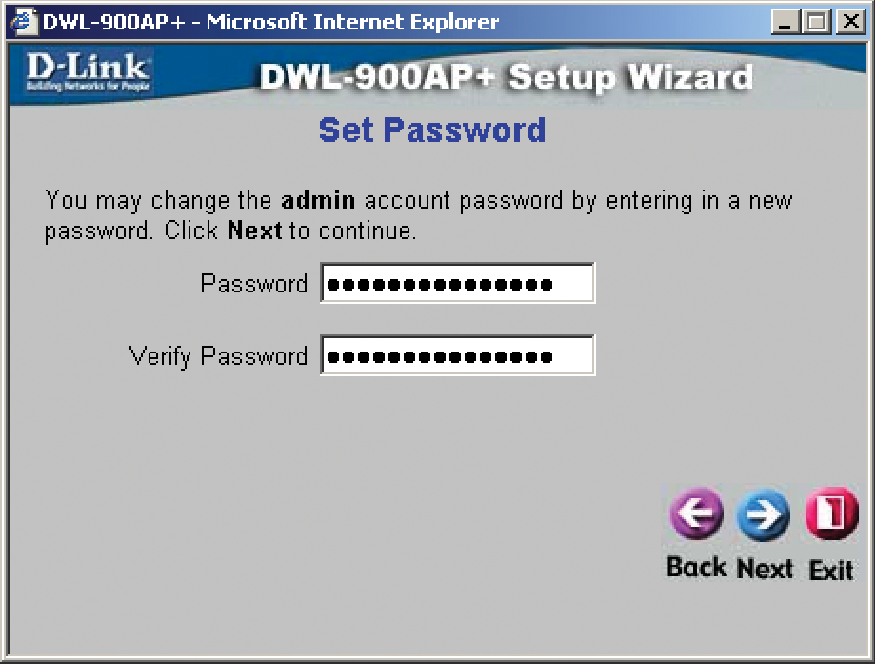 DWL-900AP+ - Microsoft Internet Explorer
D-Link
Building Networks for People
DWL-900AP+ Setup Wizard
Set Password
You may change the admin account password by entering in a new
password. Click Next to continue.
Password ●●●●●●●●●●●●●●●
Verify Password ●●●●●●●●●●●●●●●
Back Next Exit